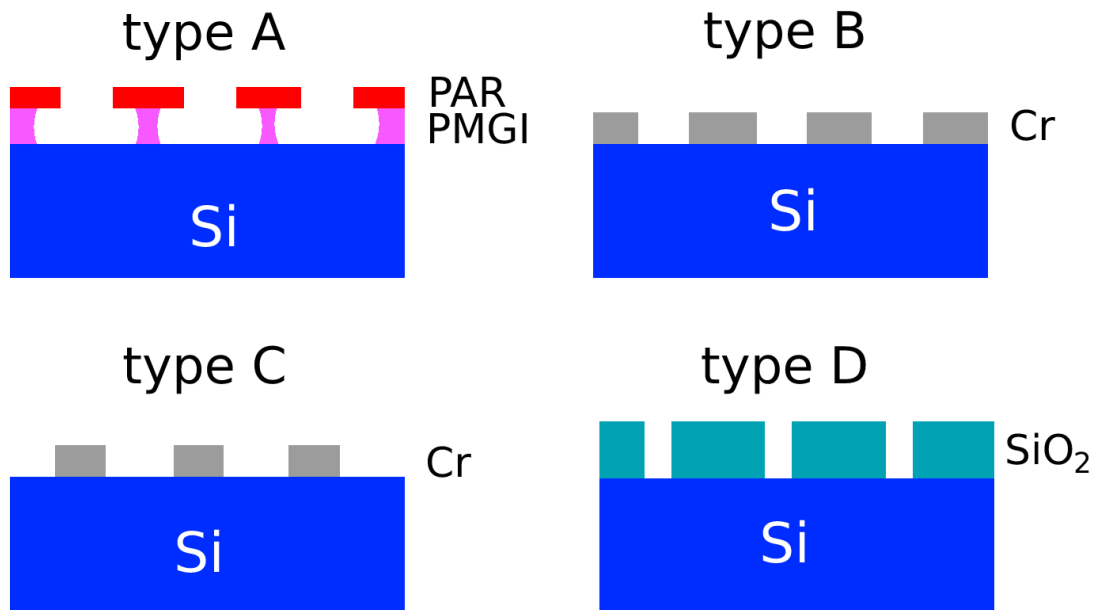 type A
PAR
PMGI
Si
type B
Cr
Si
type C
Cr
Si
type D
SiO₂
Si